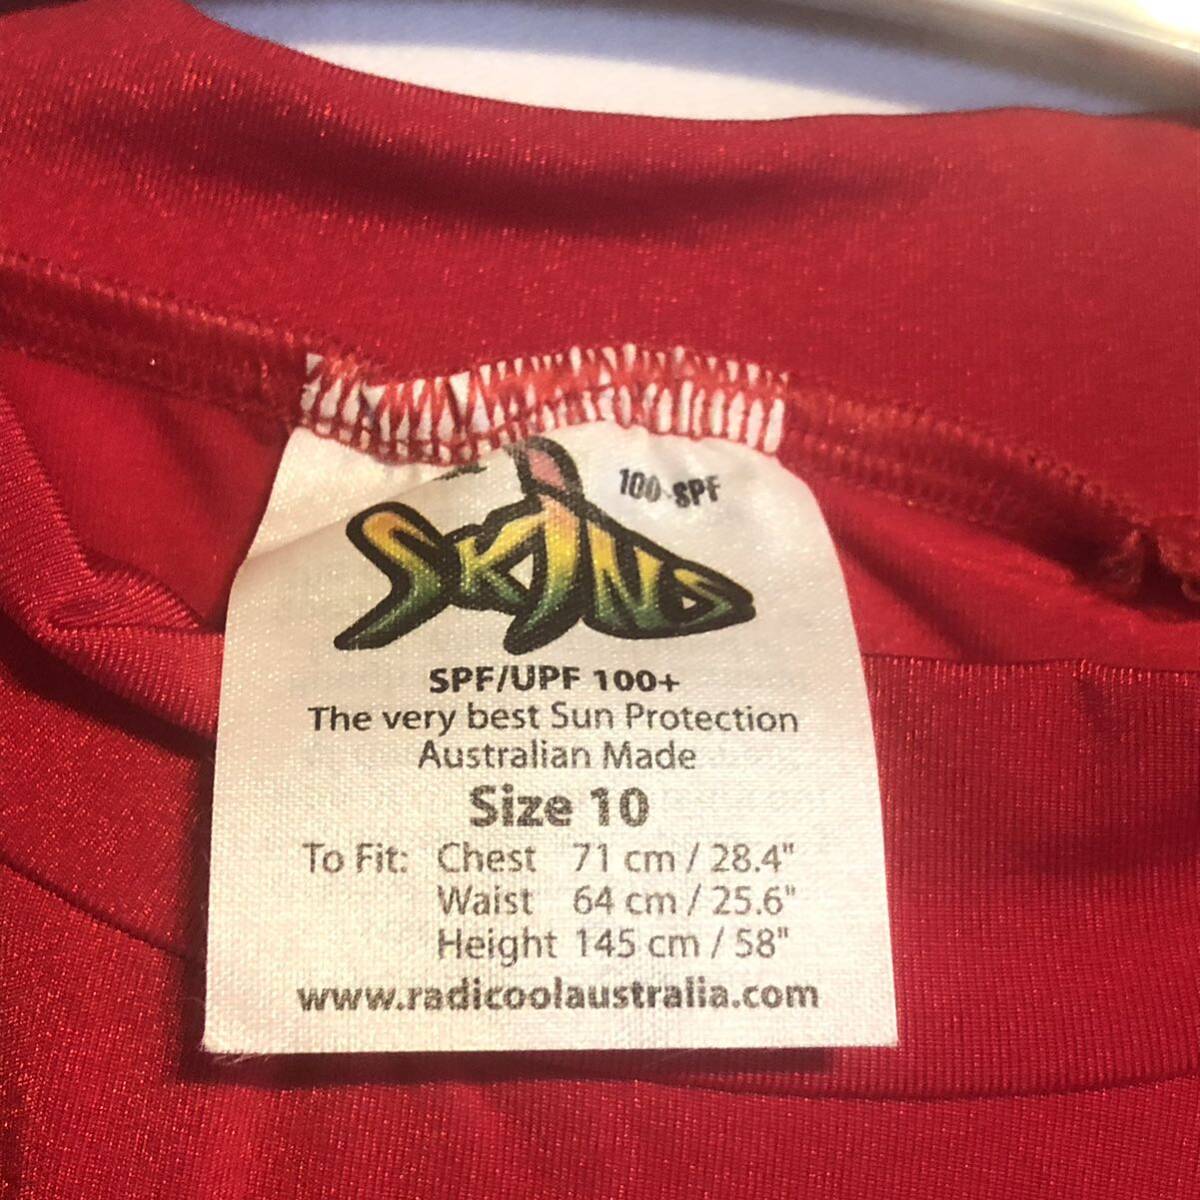 100+SPF
SKINS
SPF/UPF 100+
The very best Sun Protection
Australian Made
Size 10
To Fit: Chest 71 cm / 28.4"
Waist 64 cm / 25.6"
Height 145 cm / 58"
www.radicoolaustralia.com